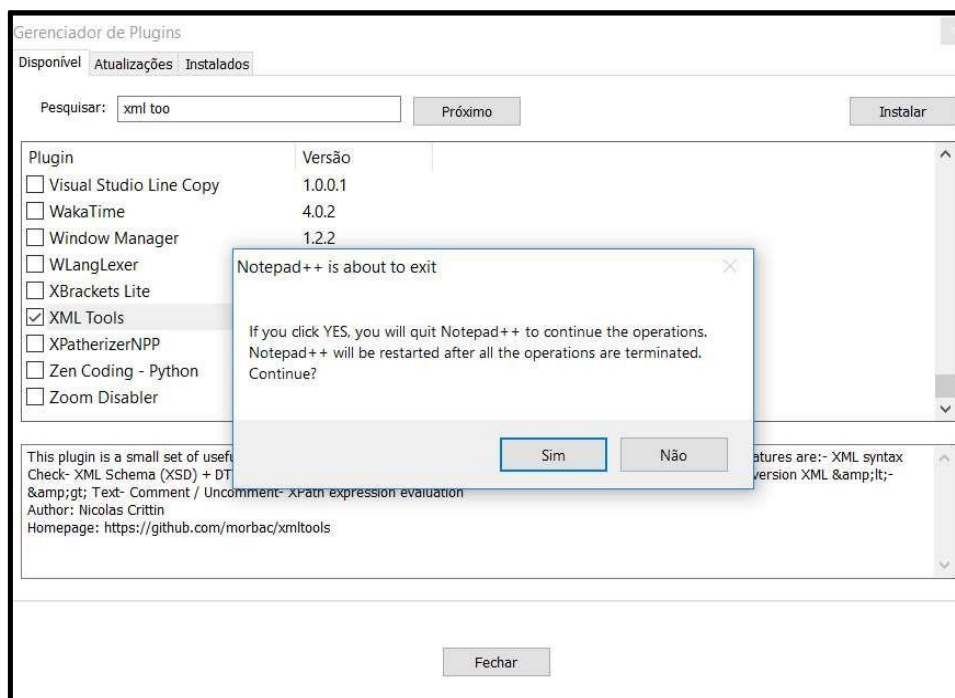 Gerenciador de Plugins
Disponível Atualizações Instalados
Pesquisar: xml too Próximo Instalar
Plugin Versão
Visual Studio Line Copy 1.0.0.1
WakaTime 4.0.2
Window Manager 1.2.2
WLangLexer
XBrackets Lite
XML Tools
XPatherizerNPP
Zen Coding - Python
Zoom Disabler
Notepad++ is about to exit
If you click YES, you will quit Notepad++ to continue the operations.
Notepad++ will be restarted after all the operations are terminated.
Continue?
Sim Não
This plugin is a small set of atures are:- XML syntax
Check- XML Schema (XSD) + ersion XML &amp;lt;-
&amp;gt; Text- Comment / Uncomment- XPath expression evaluation
Author: Nicolas Crittin
Homepage: https://github.com/morbac/xmltools
Fechar